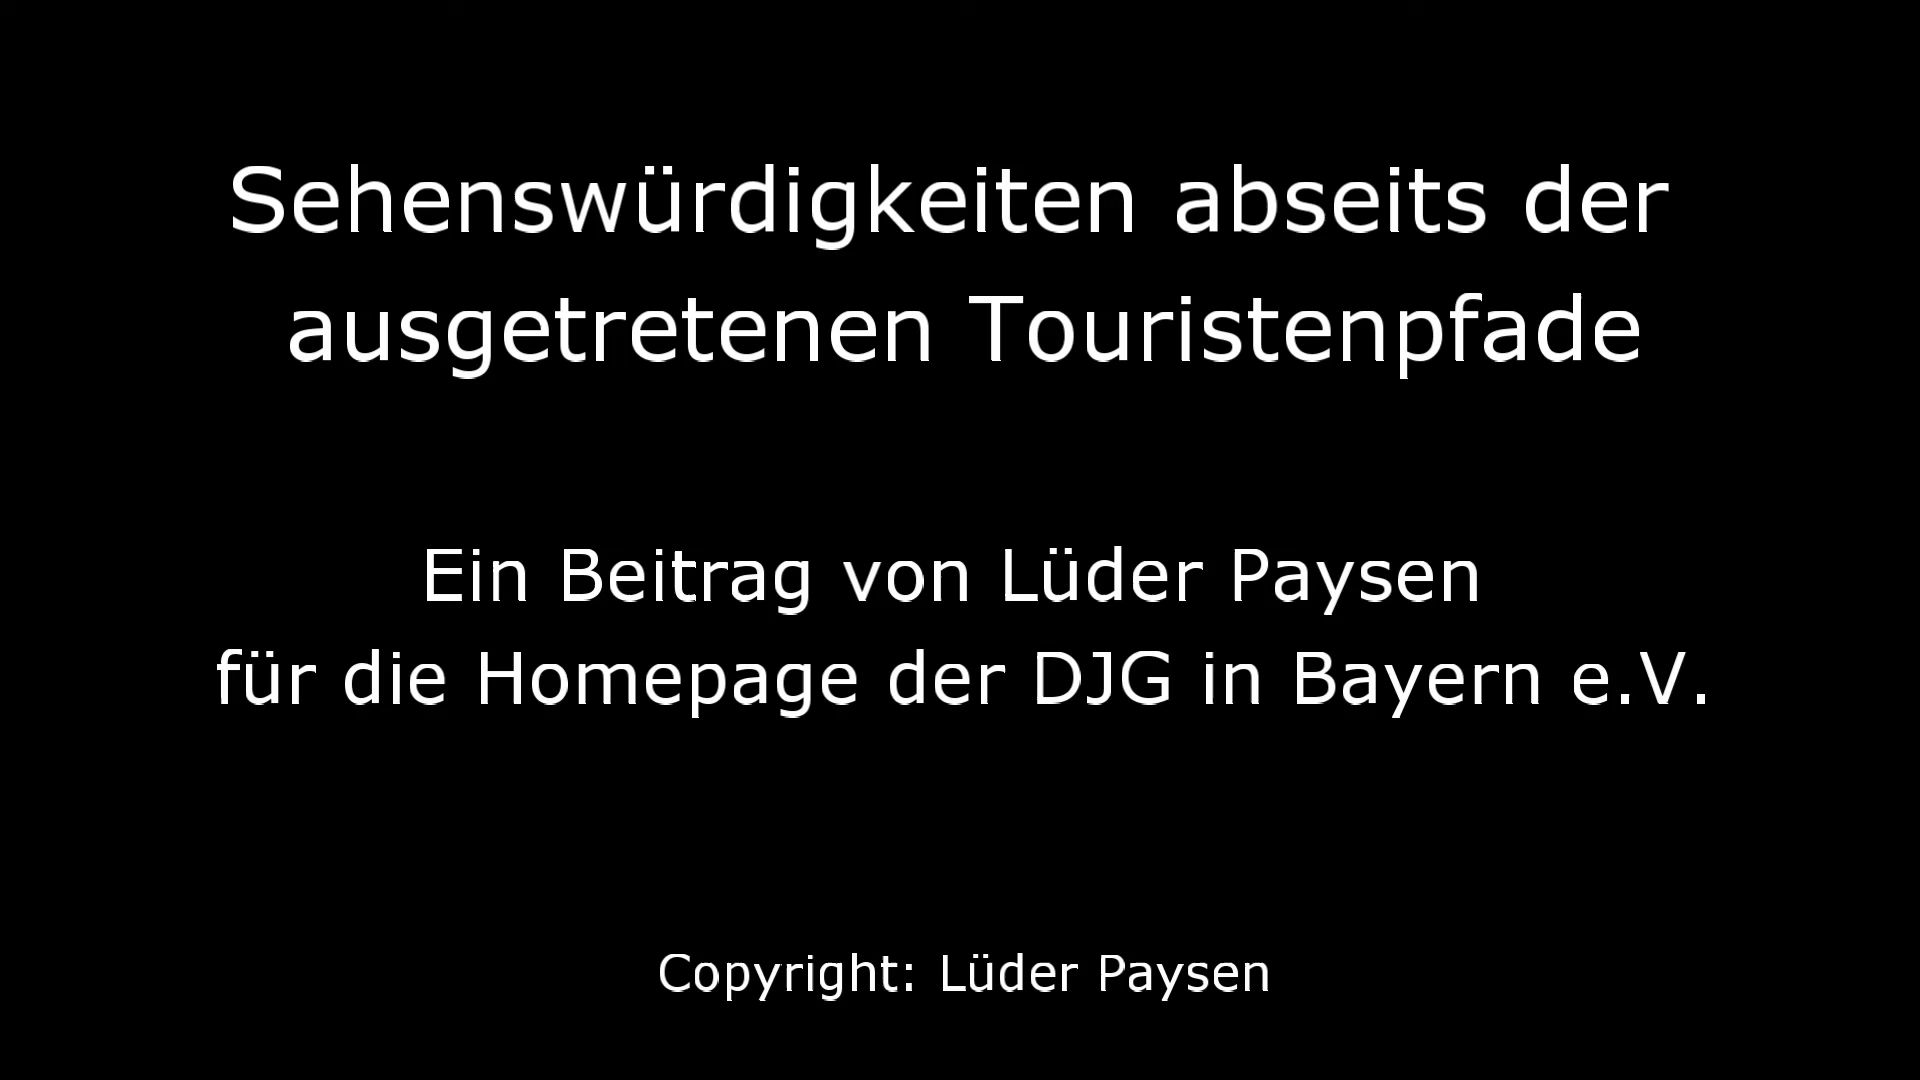 Sehenswürdigkeiten abseits der
ausgetretenen Touristenpfade
Ein Beitrag von Lüder Paysen
für die Homepage der DJG in Bayern e.V.
Copyright: Lüder Paysen